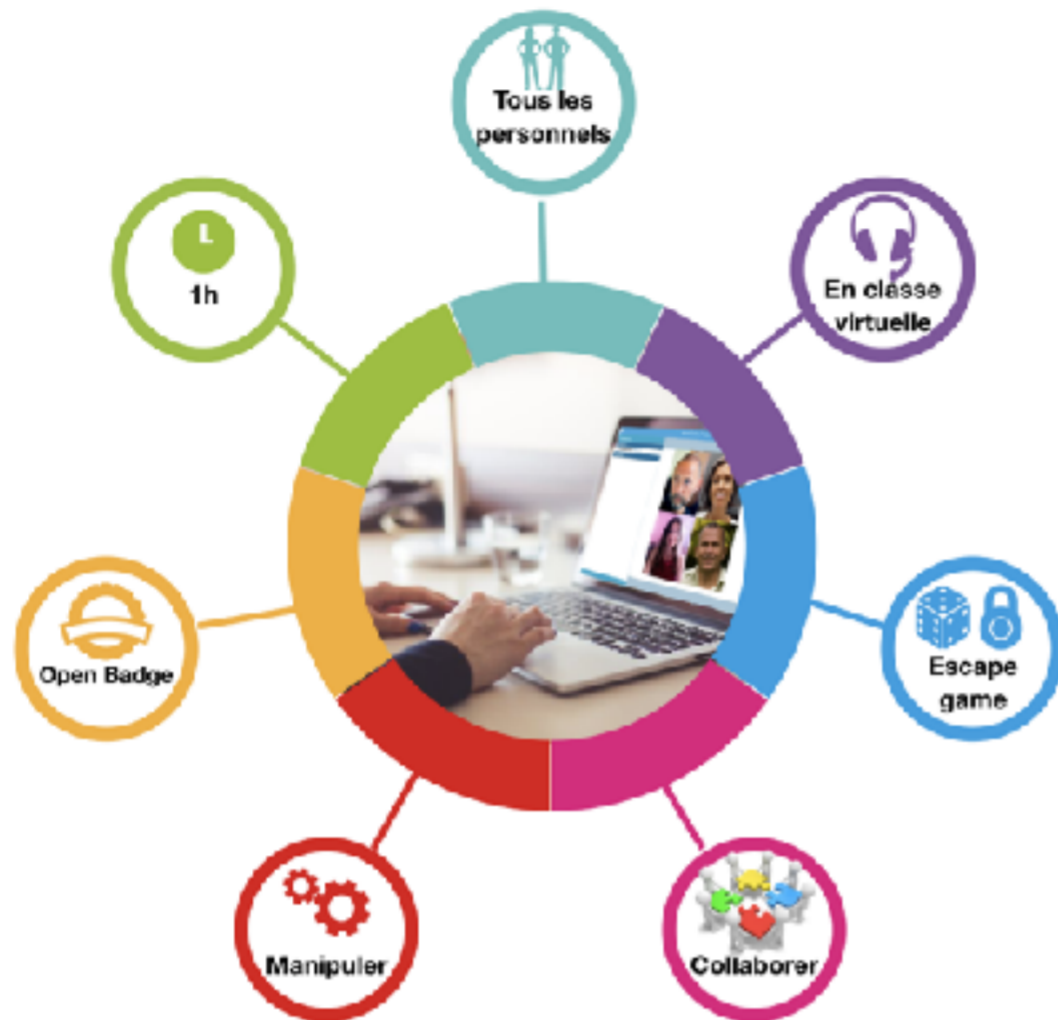 Tous les
personnels
En classe
virtuelle
Escape
game
Collaborer
Manipuler
Open Badge
1h